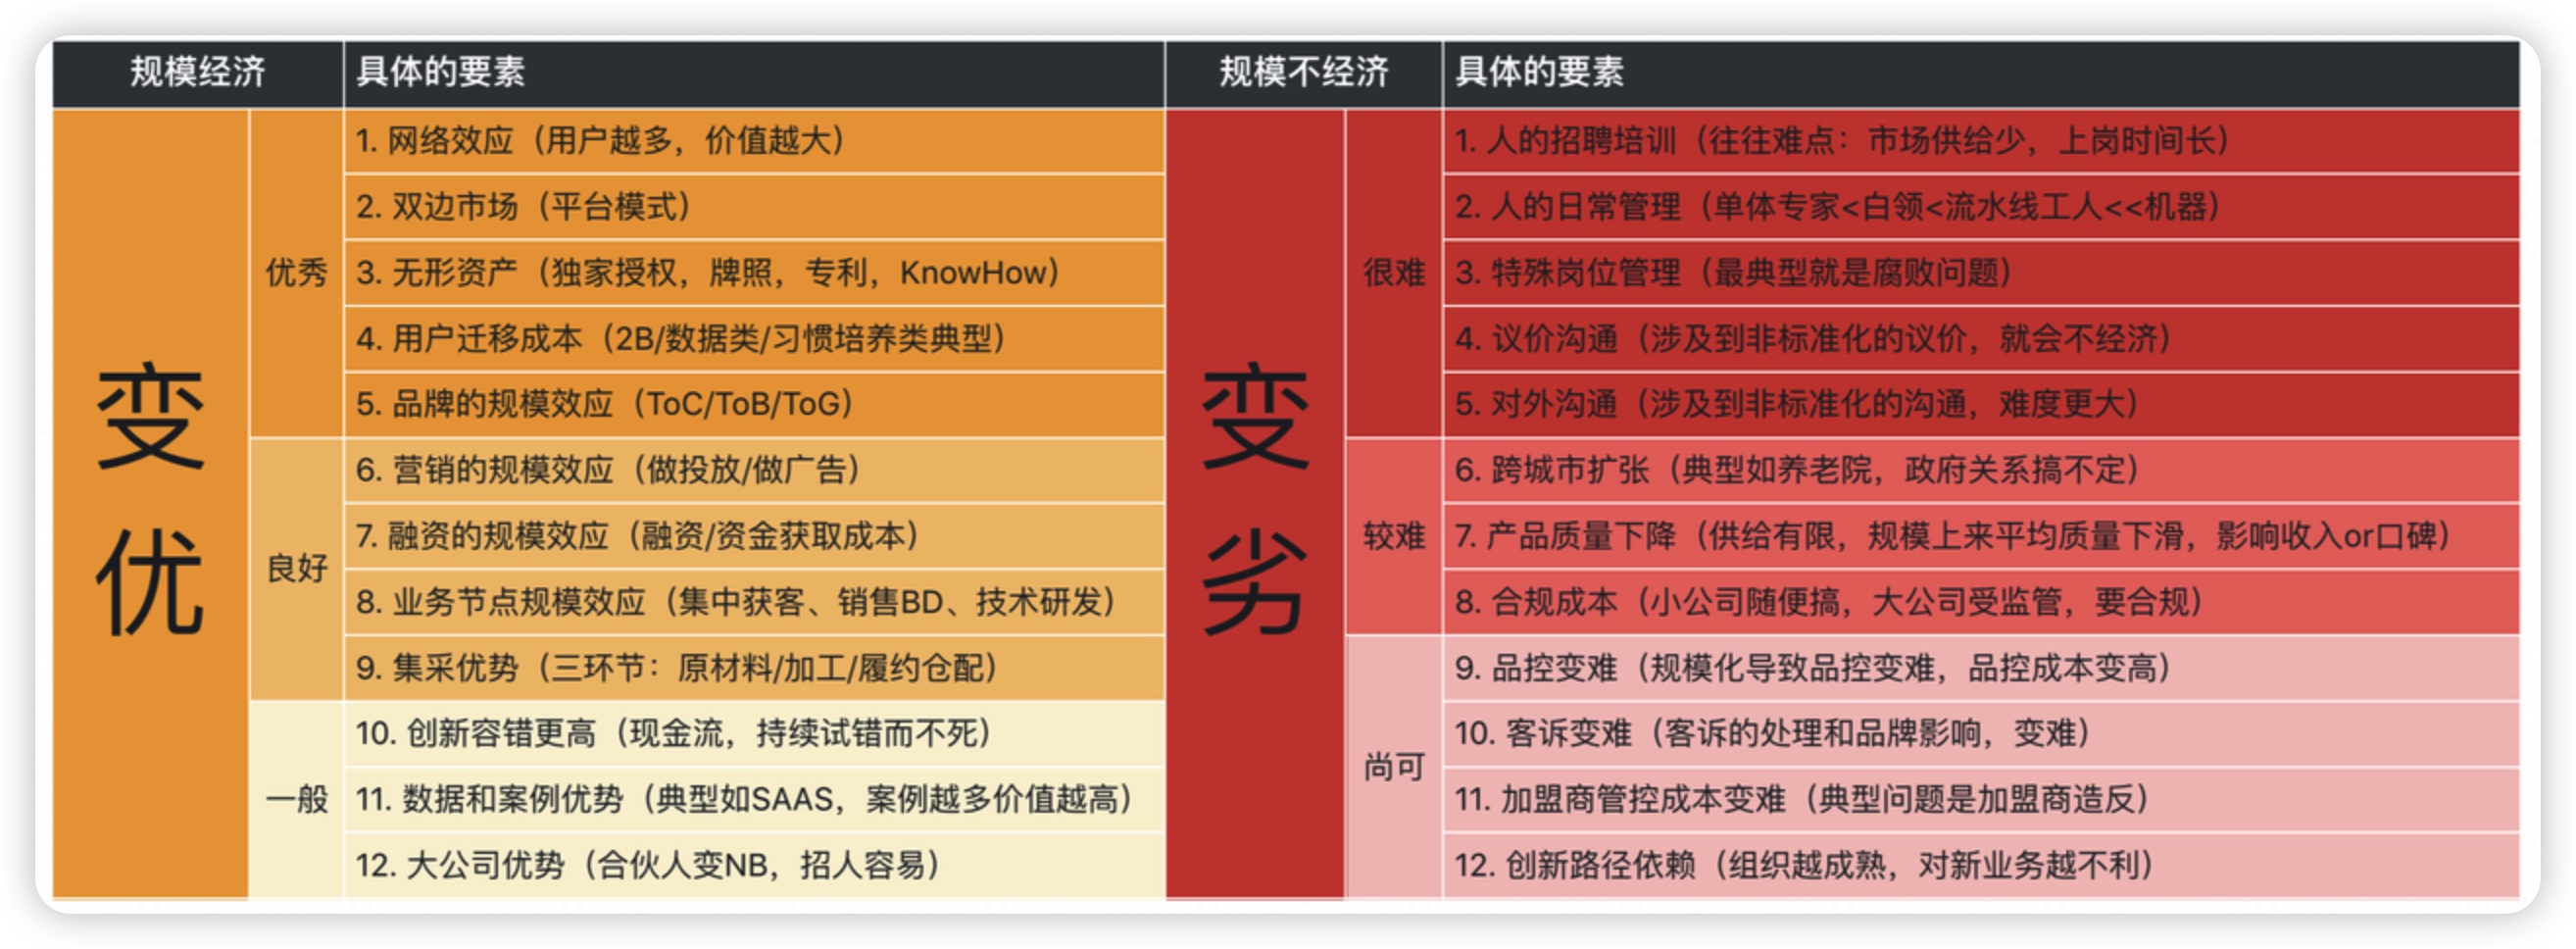 规模经济
具体的要素
规模不经济
具体的要素
变优
优秀
1. 网络效应（用户越多，价值越大）
2. 双边市场（平台模式）
3. 无形资产（独家授权，牌照，专利，KnowHow）
4. 用户迁移成本（2B/数据类/习惯培养类典型）
5. 品牌的规模效应（ToC/ToB/ToG）
良好
6. 营销的规模效应（做投放/做广告）
7. 融资的规模效应（融资/资金获取成本）
8. 业务节点规模效应（集中获客、销售BD、技术研发）
9. 集采优势（三环节：原材料/加工/履约仓配）
一般
10. 创新容错更高（现金流，持续试错而不死）
11. 数据和案例优势（典型如SAAS，案例越多价值越高）
12. 大公司优势（合伙人变NB，招人容易）
变劣
很难
1. 人的招聘培训（往往难点：市场供给少，上岗时间长）
2. 人的日常管理（单体专家<白领<流水线工人<<机器）
3. 特殊岗位管理（最典型就是腐败问题）
4. 议价沟通（涉及到非标准化的议价，就会不经济）
5. 对外沟通（涉及到非标准化的沟通，难度更大）
较难
6. 跨城市扩张（典型如养老院，政府关系搞不定）
7. 产品质量下降（供给有限，规模上来平均质量下滑，影响收入or口碑）
8. 合规成本（小公司随便搞，大公司受监管，要合规）
尚可
9. 品控变难（规模化导致品控变难，品控成本变高）
10. 客诉变难（客诉的处理和品牌影响，变难）
11. 加盟商管控成本变难（典型问题是加盟商造反）
12. 创新路径依赖（组织越成熟，对新业务越不利）